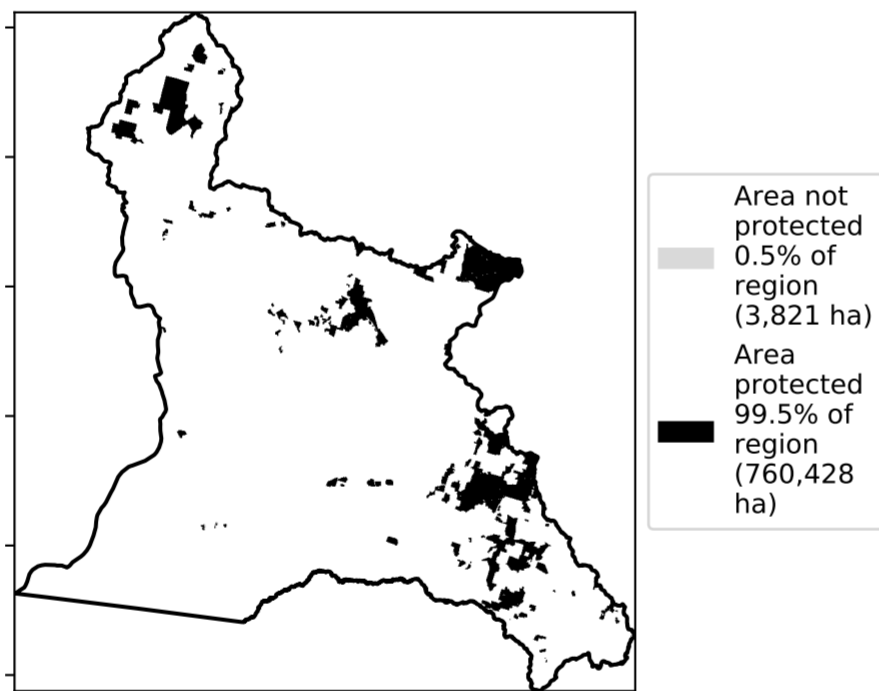 Area not
protected
0.5% of
region
(3,821 ha)
Area
protected
99.5% of
region
(760,428
ha)